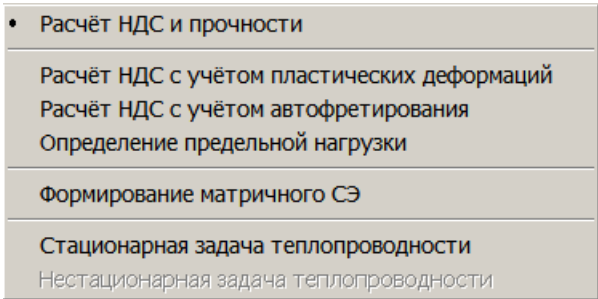 Расчёт НДС и прочности
Расчёт НДС с учётом пластических деформаций
Расчёт НДС с учётом автофретирования
Определение предельной нагрузки
Формирование матричного СЭ
Стационарная задача теплопроводности
Нестационарная задача теплопроводности